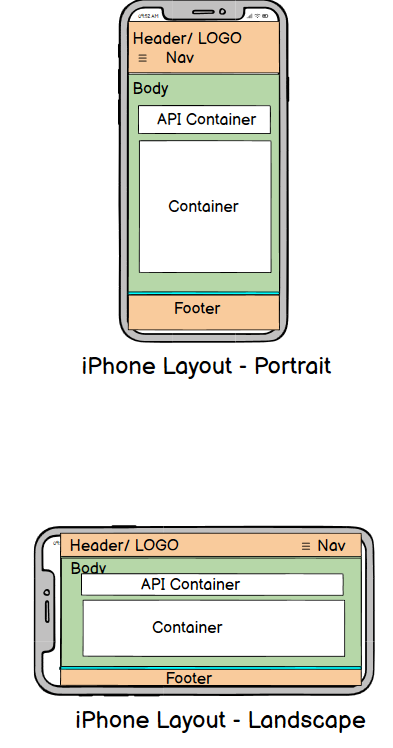 09:52 AM
Header/ LOGO
☰ Nav
Body
API Container
Container
Footer
iPhone Layout - Portrait
Header/ LOGO ☰ Nav
Body
API Container
Container
Footer
iPhone Layout - Landscape